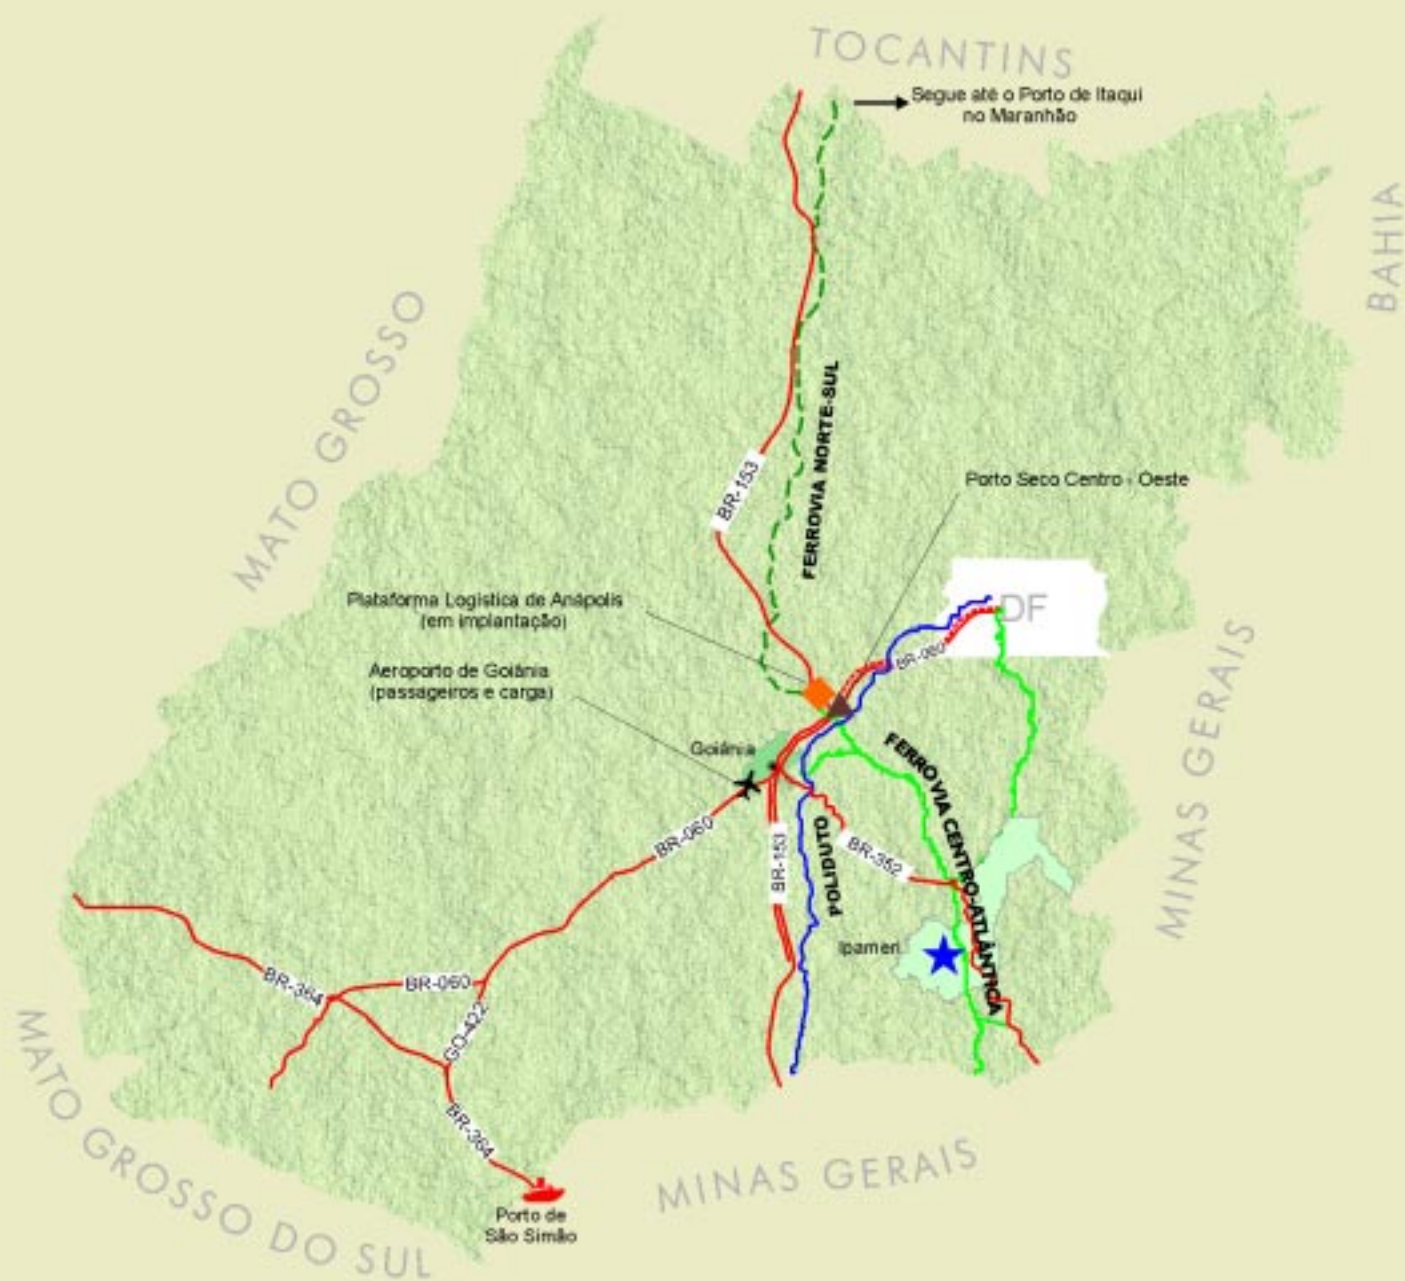 TOCANTINS
Segue até o Porto de Itaqui
no Maranhão
BAHIA
MATO GROSSO
FERROVIA NORTE-SUL
BR-153
Porto Seco Centro - Oeste
Plataforma Logística de Anápolis
(em implantação)
DF
BR-060
Aeroporto de Goiânia
(passageiros e carga)
MINAS GERAIS
Goiânia
FERROVIA CENTRO-ATLÂNTICA
BR-060
BR-153
POLIDUTO
BR-352
Ipameri
BR-364
BR-060
GO-422
MATO GROSSO DO SUL
BR-364
MINAS GERAIS
Porto de
São Simão